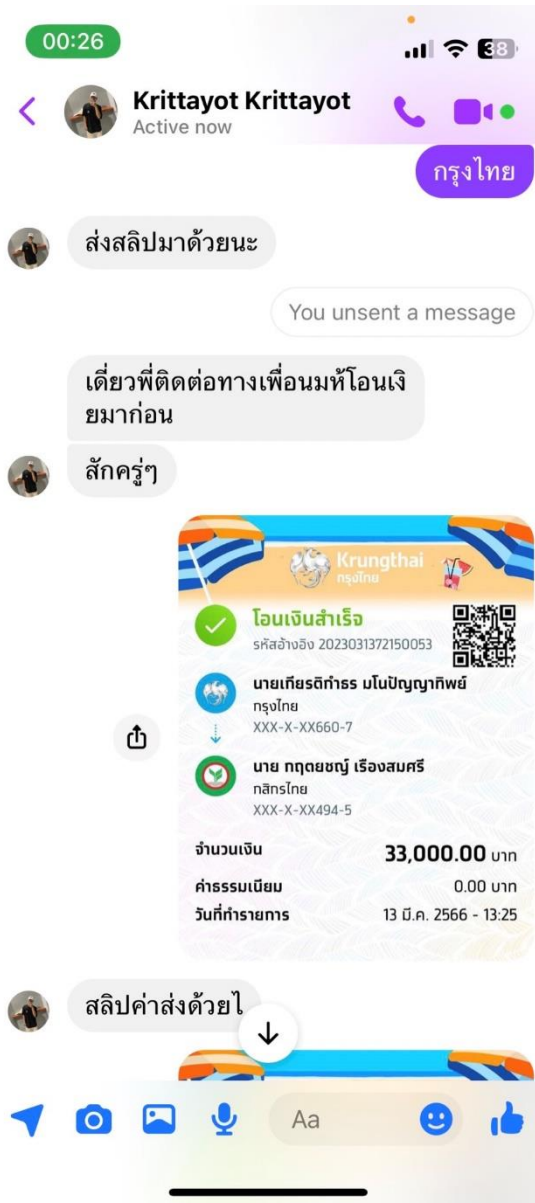 00:26
38
Krittayot Krittayot
Active now
กรุงไทย
ส่งสลิปมาด้วยนะ
You unsent a message
เดี่ยวพี่ติดต่อทางเพื่อนมห้โอนเงิ
ยมาก่อน
สักครู่ๆ
Krungthai
กรุงไทย
โอนเงินสำเร็จ
รหัสอ้างอิง 2023031372150053
นายเกียรติกำธร มโนปัญญาทิพย์
กรุงไทย
XXX-X-XX660-7
นาย กฤตยชญ์ เรืองสมศรี
กสิกรไทย
XXX-X-XX494-5
จำนวนเงิน 33,000.00 บาท
ค่าธรรมเนียม 0.00 บาท
วันที่ทำรายการ 13 มี.ค. 2566 - 13:25
สลิปค่าส่งด้วยไ
Aa